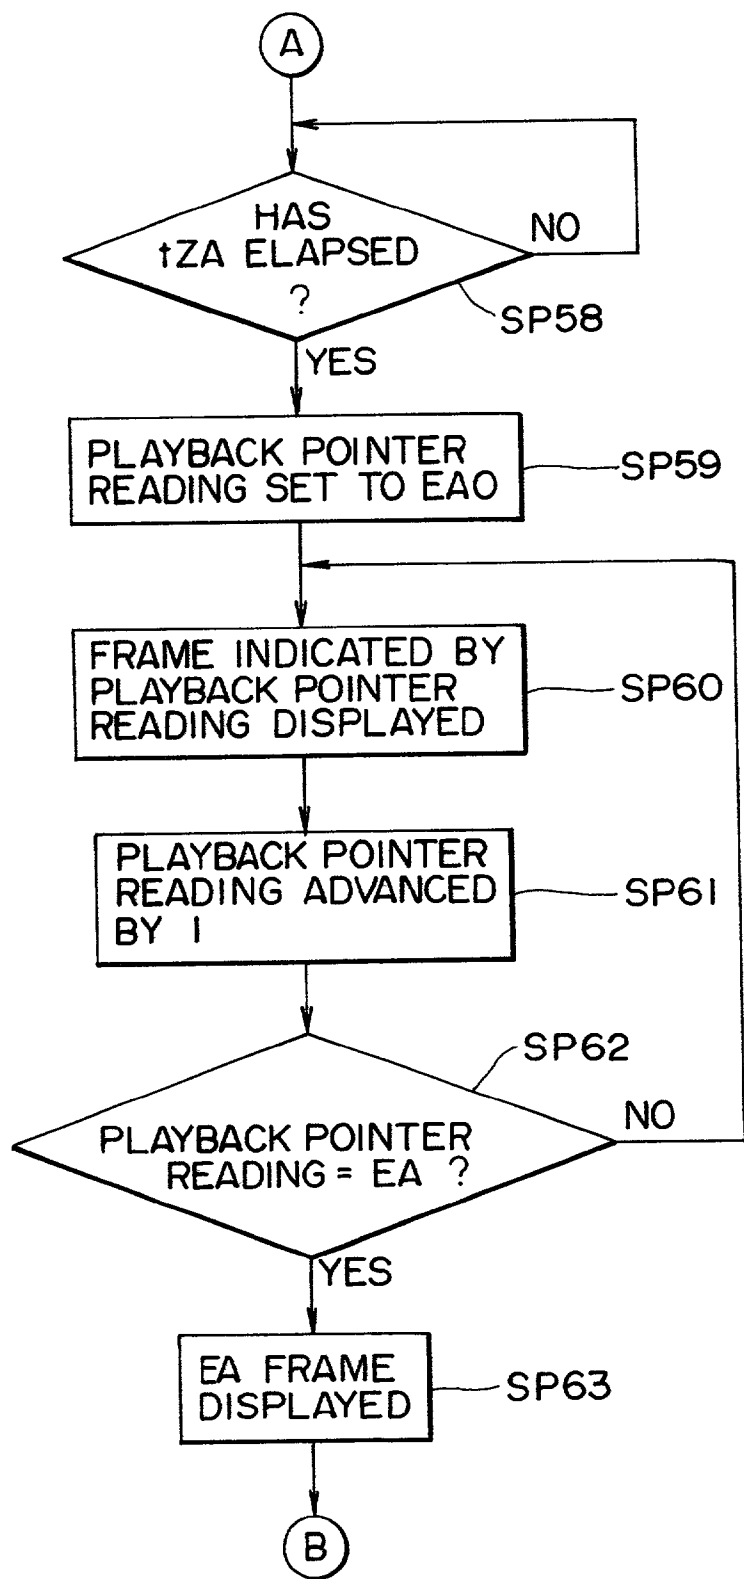 A
HAS
tZA ELAPSED
?
NO
SP58
YES
PLAYBACK POINTER
READING SET TO EAO
SP59
FRAME INDICATED BY
PLAYBACK POINTER
READING DISPLAYED
SP60
PLAYBACK POINTER
READING ADVANCED
BY 1
SP61
SP62
PLAYBACK POINTER
READING = EA ?
NO
YES
EA FRAME
DISPLAYED
SP63
B